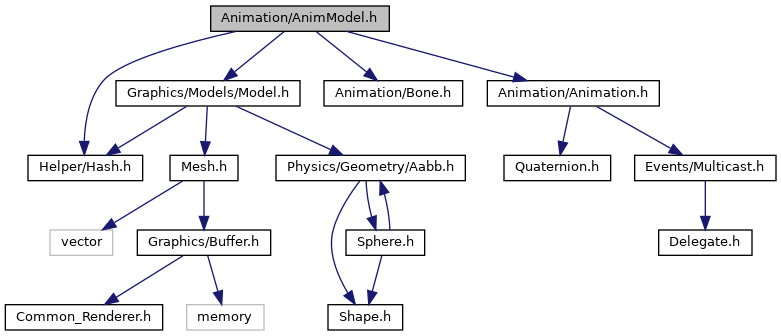 Animation/AnimModel.h
Graphics/Models/Model.h
Animation/Bone.h
Animation/Animation.h
Helper/Hash.h
Mesh.h
Physics/Geometry/Aabb.h
Quaternion.h
Events/Multicast.h
vector
Graphics/Buffer.h
Sphere.h
Delegate.h
Common_Renderer.h
memory
Shape.h